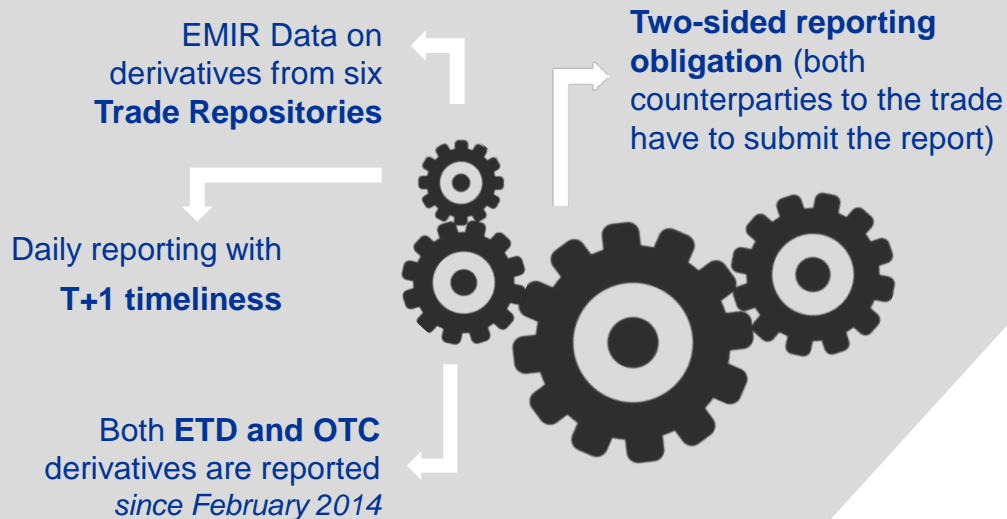 EMIR Data on
derivatives from six
Trade Repositories
Two-sided reporting
obligation (both
counterparties to the trade
have to submit the report)
Daily reporting with
T+1 timeliness
Both ETD and OTC
derivatives are reported
since February 2014